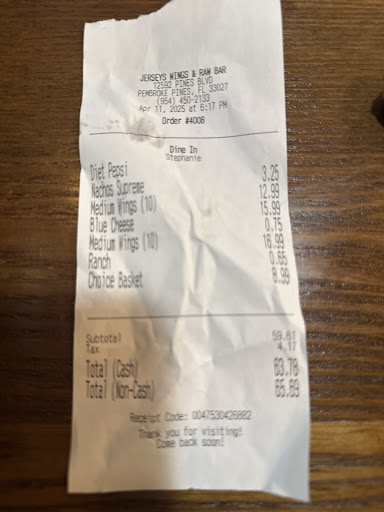 JERSEYS WINGS & RAW BAR
12592 PINES BLVD
PEMBROKE PINES, FL 33027
(954) 450-2133
Apr 11, 2025 at 6:17 PM
Order #4008
Dine In
Stephanie
Diet Pepsi 3.25
Nachos Supreme 12.99
Medium Wings (10) 15.99
Blue Cheese 0.75
Medium Wings (10) 16.99
Ranch 0.65
Choice Basket 8.99
Subtotal 59.61
Tax 4.17
Total (Cash) 63.78
Total (Non-Cash) 65.69
Receipt Code: 0047530426882
Thank you for visiting!
Come back soon!